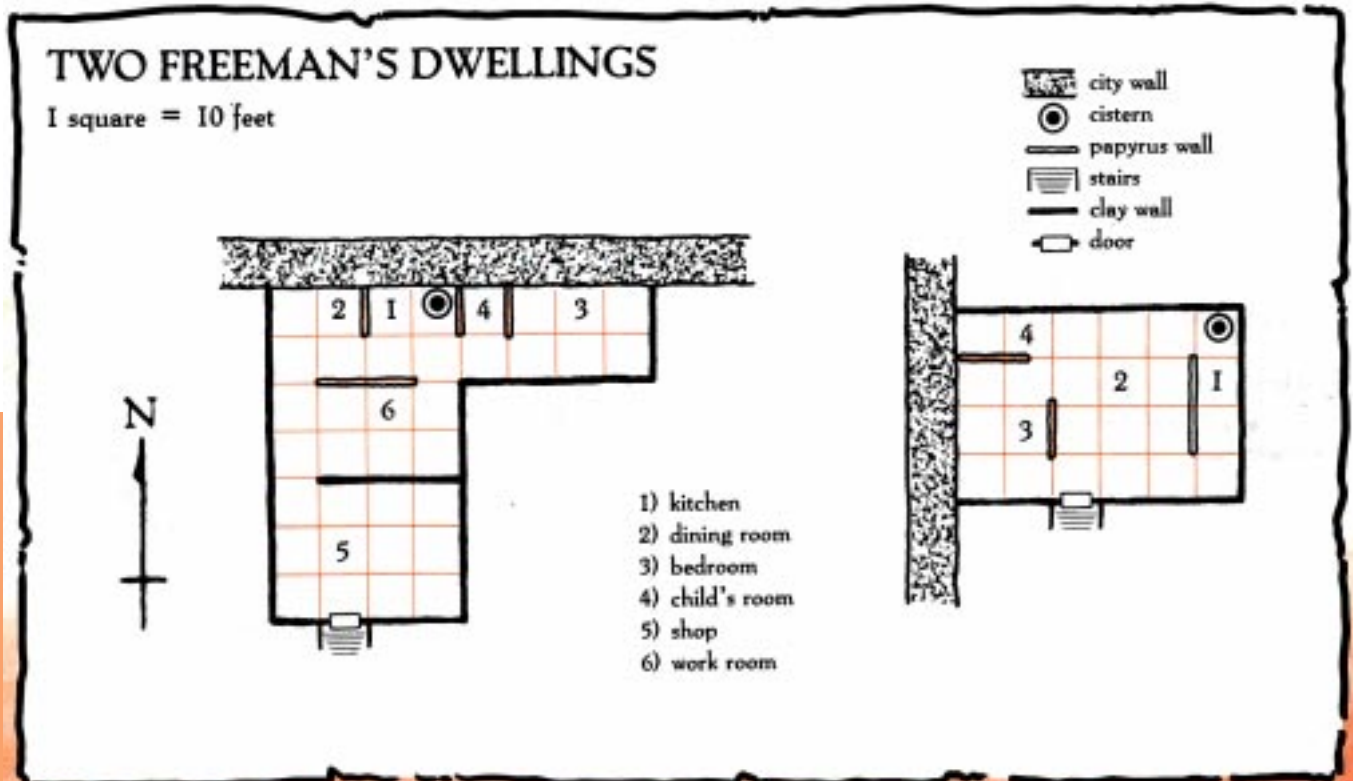 TWO FREEMAN'S DWELLINGS
1 square = 10 feet
city wall
cistern
papyrus wall
stairs
clay wall
door
2 1 4 3
6
5
N
1) kitchen
2) dining room
3) bedroom
4) child's room
5) shop
6) work room
4
2 1
3